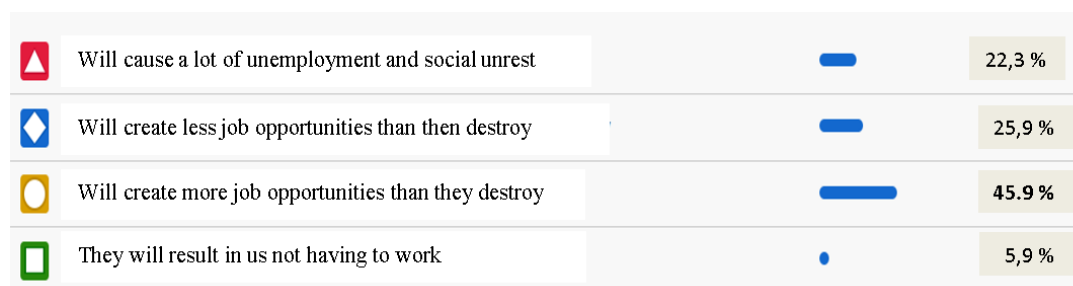 Will cause a lot of unemployment and social unrest 22,3 %
Will create less job opportunities than then destroy 25,9 %
Will create more job opportunities than they destroy 45.9 %
They will result in us not having to work 5,9 %